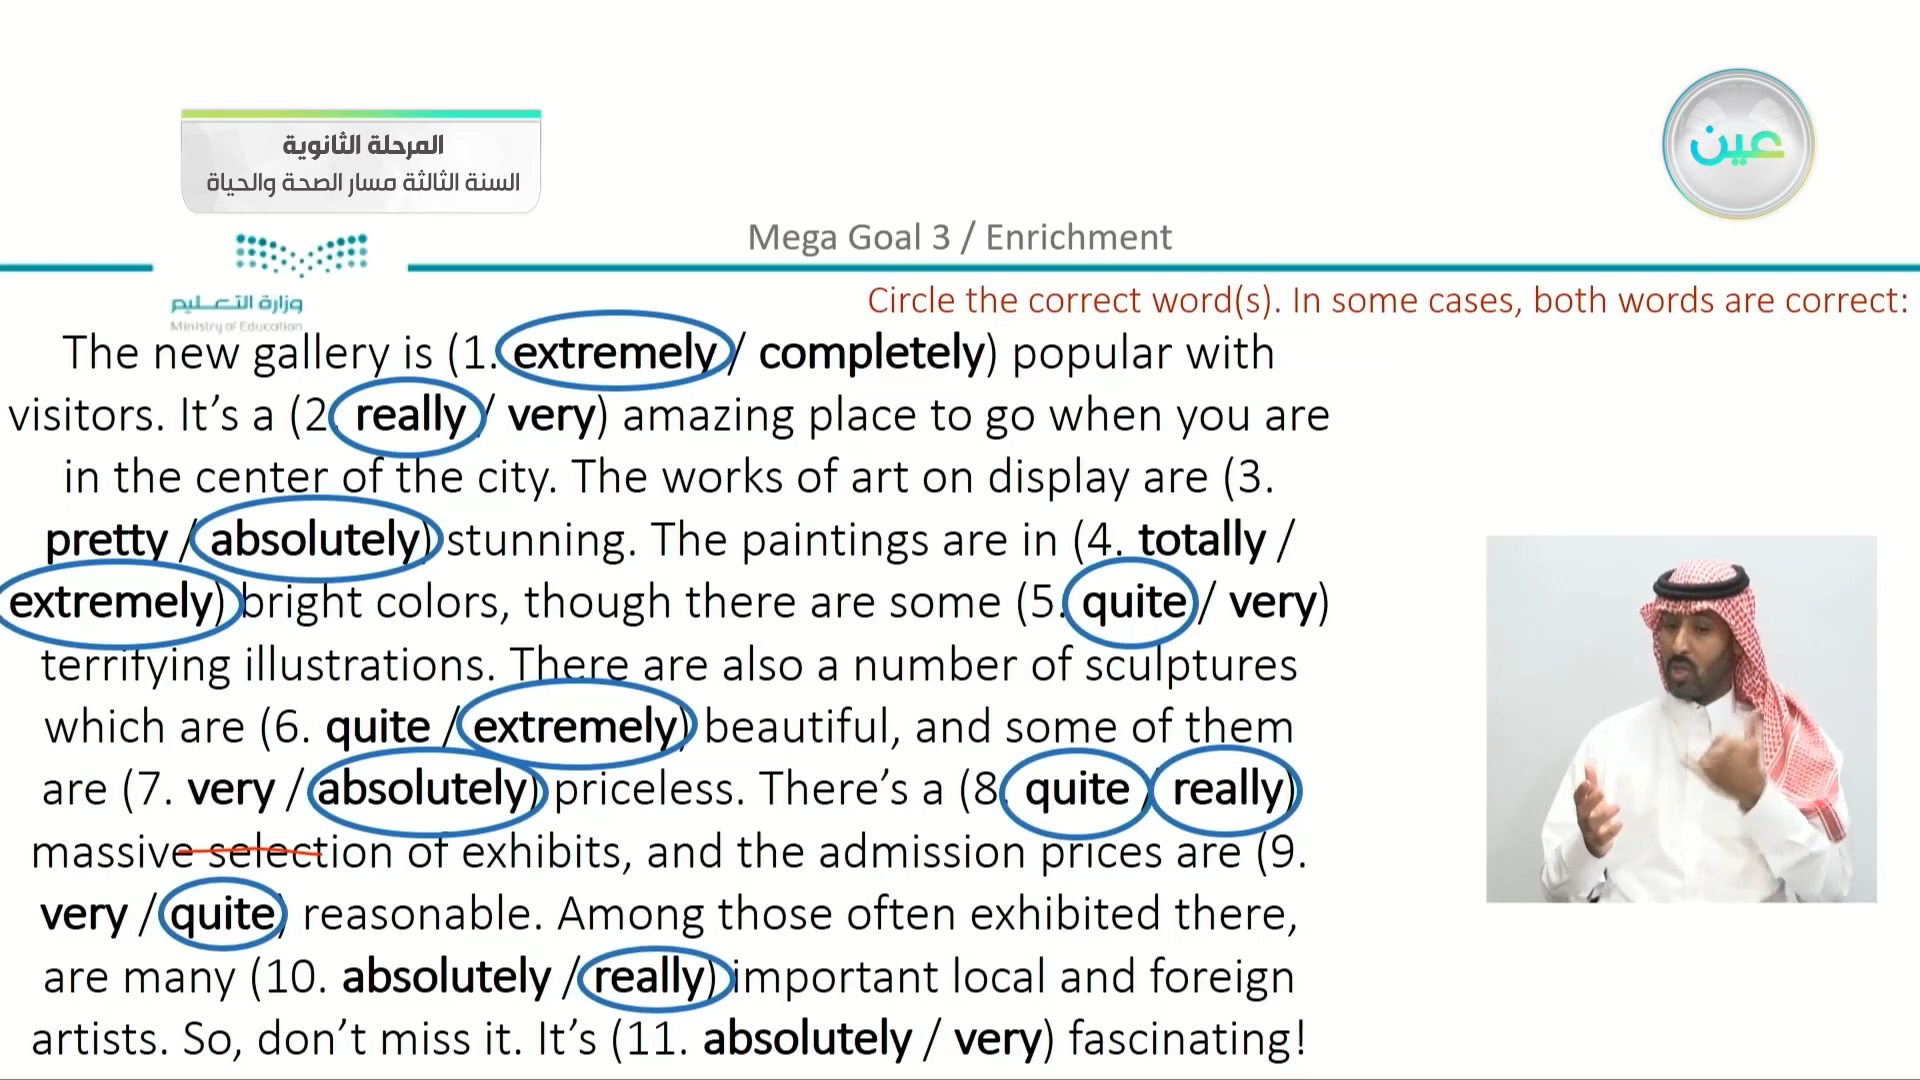 المرحلة الثانوية
السنة الثالثة مسار الصحة والحياة
عين
Mega Goal 3 / Enrichment
وزارة التعليم
Ministry of Education
Circle the correct word(s). In some cases, both words are correct:
The new gallery is (1. extremely / completely) popular with
visitors. It’s a (2. really / very) amazing place to go when you are
in the center of the city. The works of art on display are (3.
pretty / absolutely) stunning. The paintings are in (4. totally /
extremely) bright colors, though there are some (5. quite / very)
terrifying illustrations. There are also a number of sculptures
which are (6. quite / extremely) beautiful, and some of them
are (7. very / absolutely) priceless. There’s a (8. quite / really)
massive selection of exhibits, and the admission prices are (9.
very / quite) reasonable. Among those often exhibited there,
are many (10. absolutely / really) important local and foreign
artists. So, don’t miss it. It’s (11. absolutely / very) fascinating!